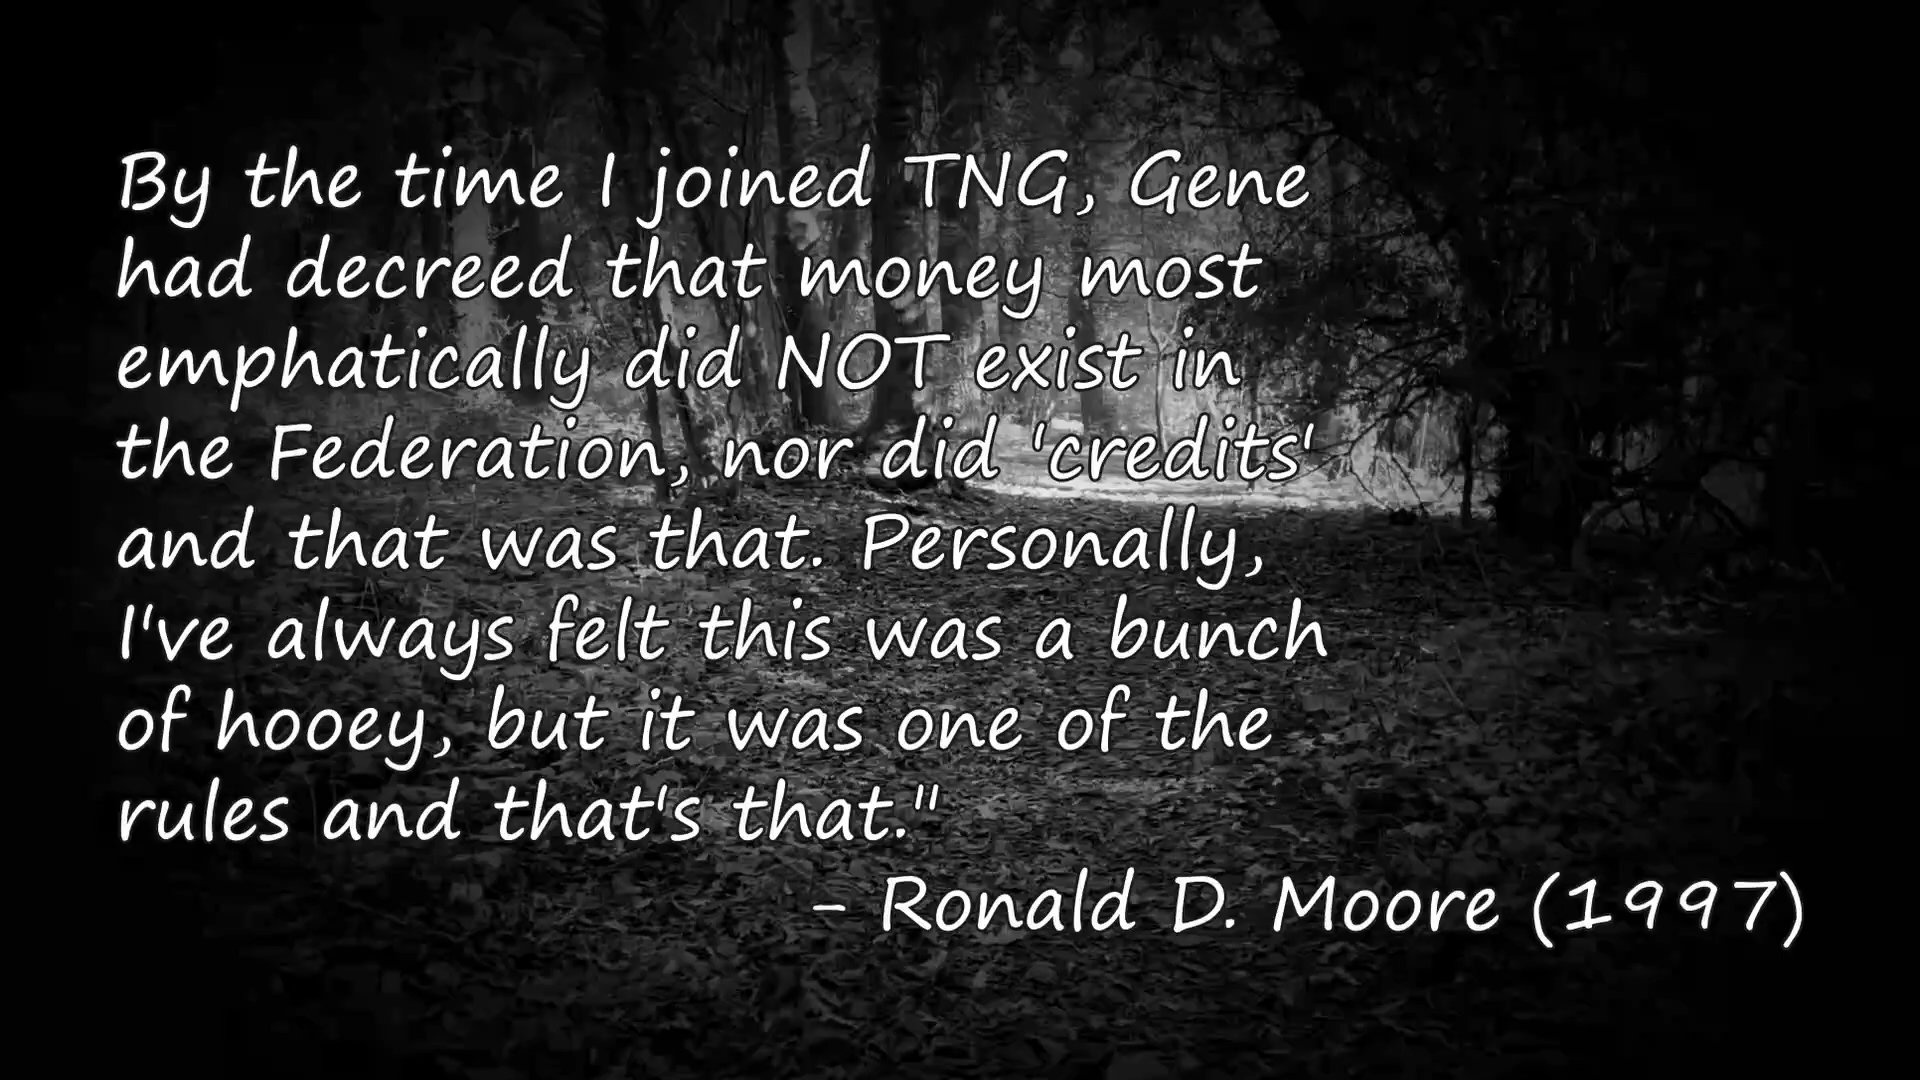 By the time I joined TNG, Gene
had decreed that money most
emphatically did NOT exist in
the Federation, nor did 'credits'
and that was that. Personally,
I've always felt this was a bunch
of hooey, but it was one of the
rules and that's that."
- Ronald D. Moore (1997)